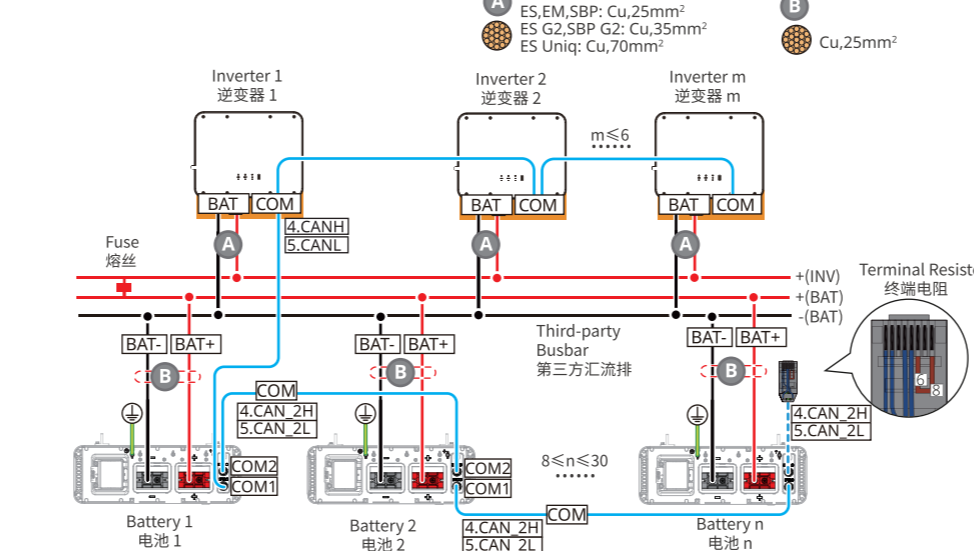 A
ES,EM,SBP: Cu,25mm²
ES G2,SBP G2: Cu,35mm²
ES Uniq: Cu,70mm²
B
Cu,25mm²
Inverter 1
逆变器 1
Inverter 2
逆变器 2
Inverter m
逆变器 m
m≤6
BAT COM
BAT COM
BAT COM
4.CANH
5.CANL
A
A
A
Fuse
熔丝
+(INV)
+(BAT)
-(BAT)
Terminal Resiste
终端电阻
6
8
Third-party
Busbar
第三方汇流排
BAT- BAT+
BAT- BAT+
BAT- BAT+
B
B
B
COM
4.CAN_2H
5.CAN_2L
4.CAN_2H
5.CAN_2L
COM2
COM1
COM2
COM1
8≤n≤30
COM
4.CAN_2H
5.CAN_2L
Battery 1
电池 1
Battery 2
电池 2
Battery n
电池 n